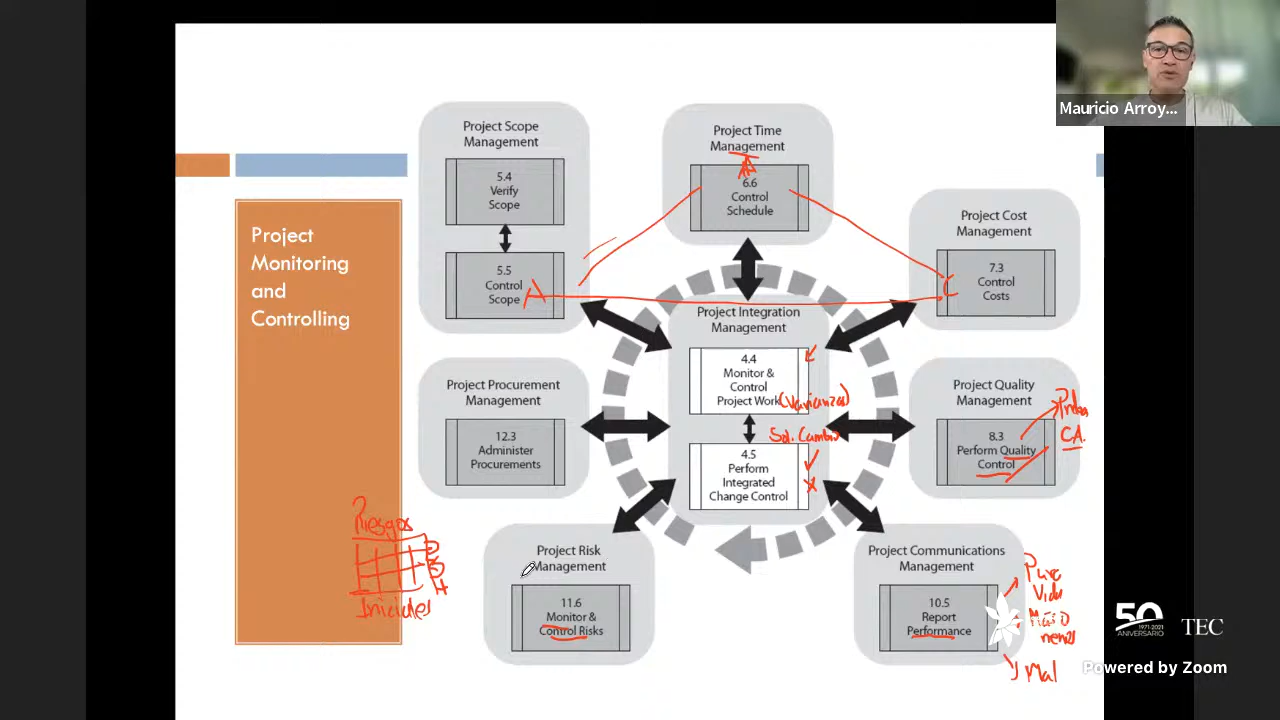 Mauricio Arroy...
Project
Monitoring
and
Controlling
Project Scope
Management
5.4
Verify
Scope
5.5
Control
Scope
A
Project Time
Management
6.6
Control
Schedule
Project Cost
Management
7.3
Control
Costs
C
Project Integration
Management
4.4
Monitor &
Control
Project Work
(Varianzas)
Sol. Cambio
4.5
Perform
Integrated
Change Control
Project Procurement
Management
12.3
Administer
Procurements
Project Quality
Management
8.3
Perform Quality
Control
CA.
Riesgos
Iniciales
Project Risk
Management
11.6
Monitor &
Control Risks
Project Communications
Management
10.5
Report
Performance
Pura
Vida
Mal
50
1971-2021
ANIVERSARIO
TEC
Powered by Zoom